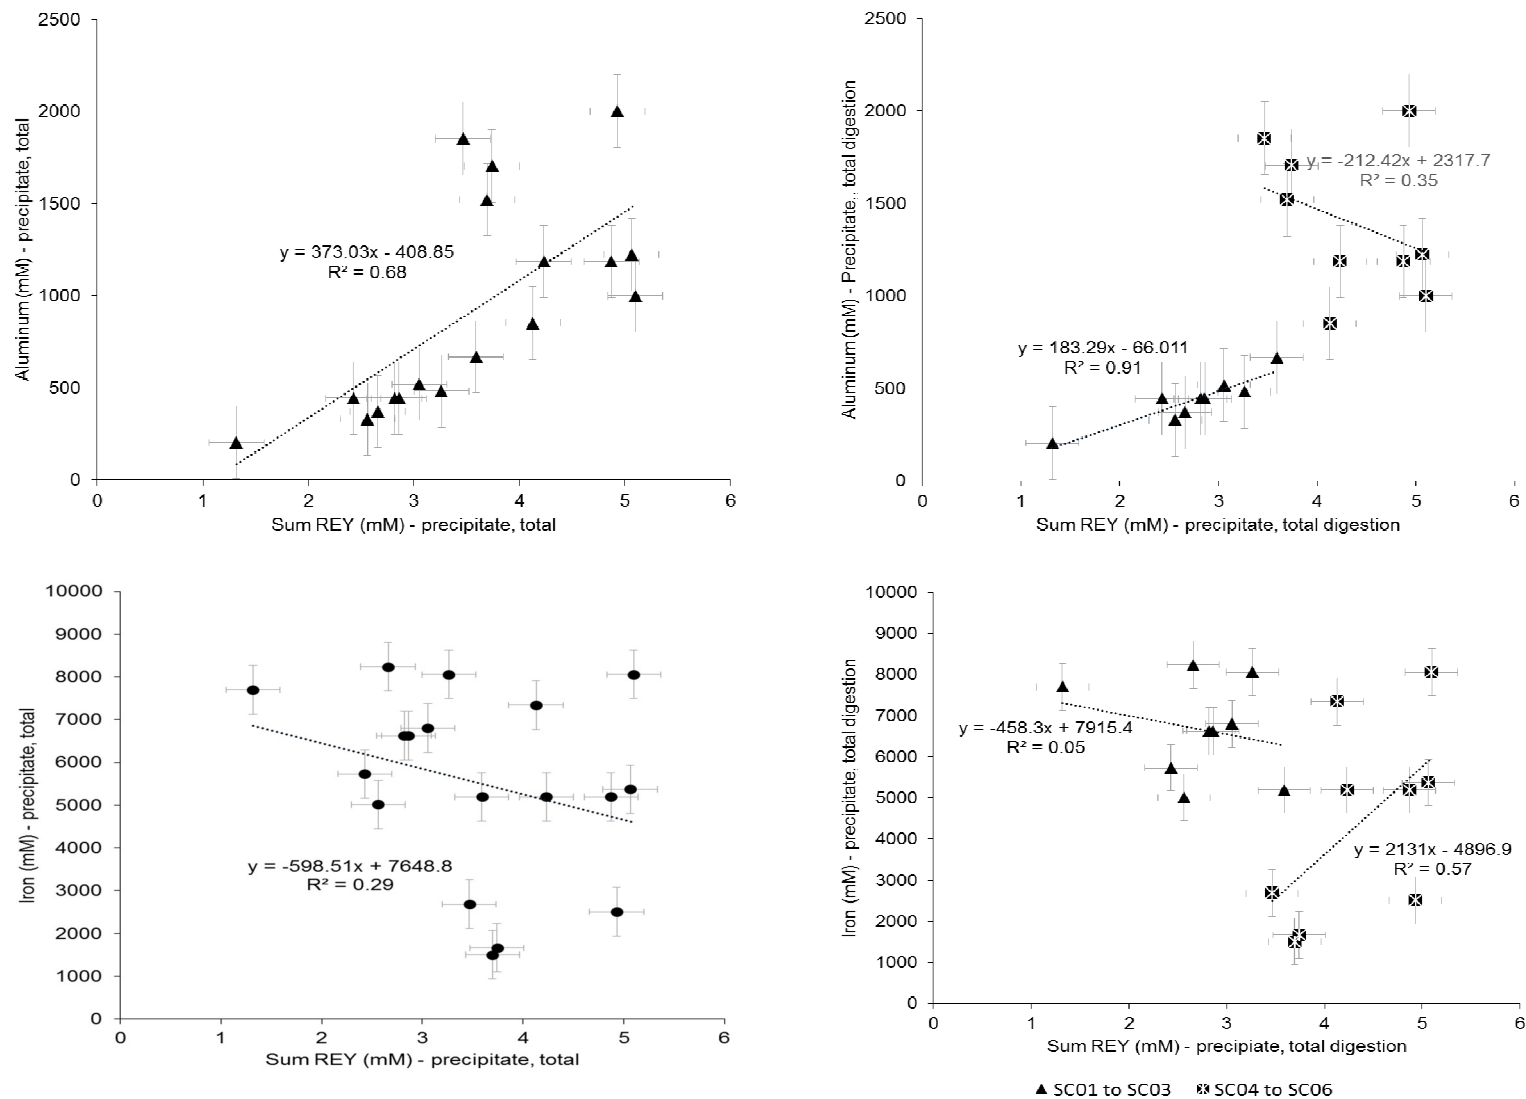 2500
2000
1500
1000
500
0
Aluminum (mM) - precipitate, total
y = 373.03x - 408.85
R² = 0.68
0 1 2 3 4 5 6
Sum REY (mM) - precipitate, total
2500
2000
1500
1000
500
0
Aluminum (mM) - Precipitate, total digestion
y = -212.42x + 2317.7
R² = 0.35
y = 183.29x - 66.011
R² = 0.91
0 1 2 3 4 5 6
Sum REY (mM) - precipitate, total digestion
10000
9000
8000
7000
6000
5000
4000
3000
2000
1000
0
Iron (mM) - precipitate, total
y = -598.51x + 7648.8
R² = 0.29
0 1 2 3 4 5 6
Sum REY (mM) - precipitate, total
10000
9000
8000
7000
6000
5000
4000
3000
2000
1000
0
Iron (mM) - precipitate, total digestion
y = -458.3x + 7915.4
R² = 0.05
y = 2131x - 4896.9
R² = 0.57
0 1 2 3 4 5 6
Sum REY (mM) - precipiate, total digestion
SC01 to SC03 SC04 to SC06